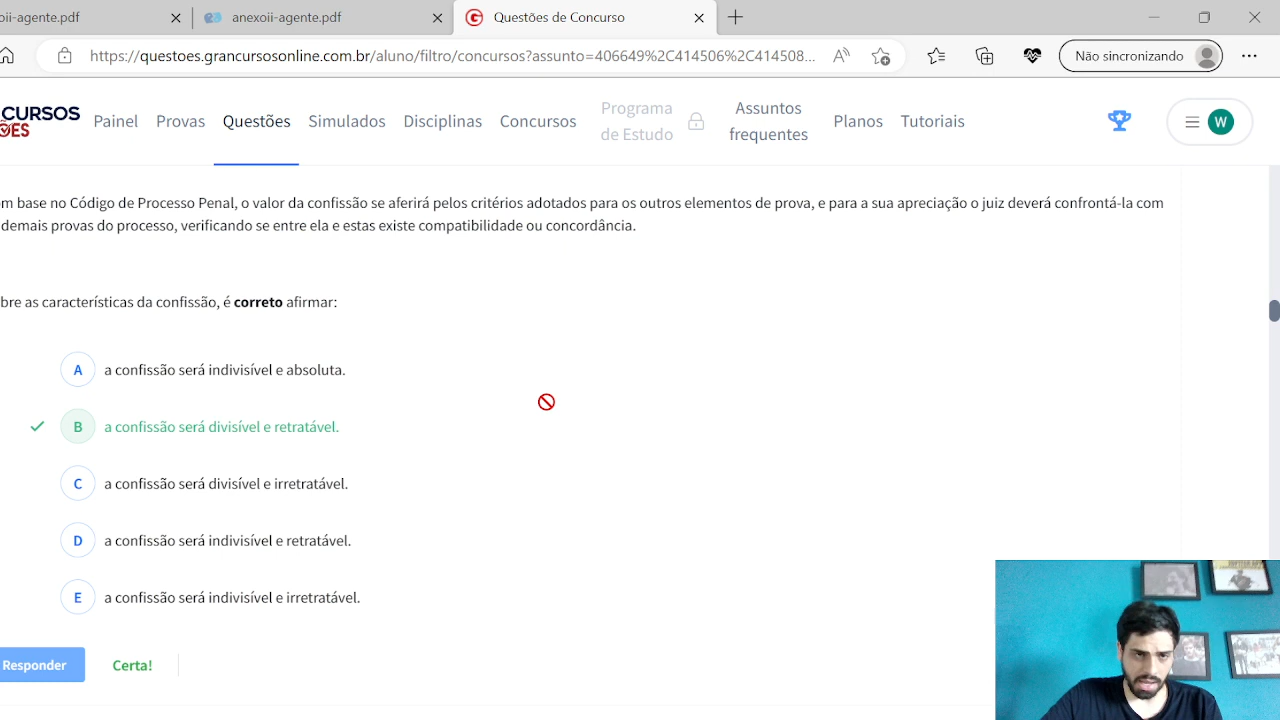 oii-agente.pdf
anexoii-agente.pdf
Questões de Concurso
https://questoes.grancursosonline.com.br/aluno/filtro/concursos?assunto=406649%2C414506%2C414508...
Não sincronizando
CURSOS
ÕES
Painel
Provas
Questões
Simulados
Disciplinas
Concursos
Programa
de Estudo
Assuntos
frequentes
Planos
Tutoriais
W
om base no Código de Processo Penal, o valor da confissão se aferirá pelos critérios adotados para os outros elementos de prova, e para a sua apreciação o juiz deverá confrontá-la com
demais provas do processo, verificando se entre ela e estas existe compatibilidade ou concordância.
bre as características da confissão, é correto afirmar:
A a confissão será indivisível e absoluta.
B a confissão será divisível e retratável.
C a confissão será divisível e irretratável.
D a confissão será indivisível e retratável.
E a confissão será indivisível e irretratável.
Responder
Certa!